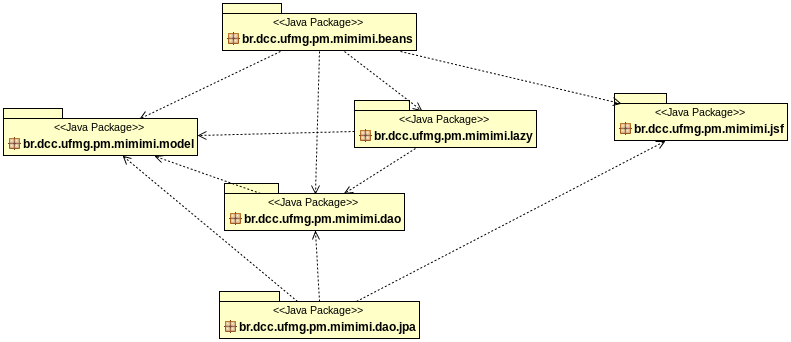 <<Java Package>>
br.dcc.ufmg.pm.mimimi.beans
<<Java Package>>
br.dcc.ufmg.pm.mimimi.model
<<Java Package>>
br.dcc.ufmg.pm.mimimi.lazy
<<Java Package>>
br.dcc.ufmg.pm.mimimi.jsf
<<Java Package>>
br.dcc.ufmg.pm.mimimi.dao
<<Java Package>>
br.dcc.ufmg.pm.mimimi.dao.jpa